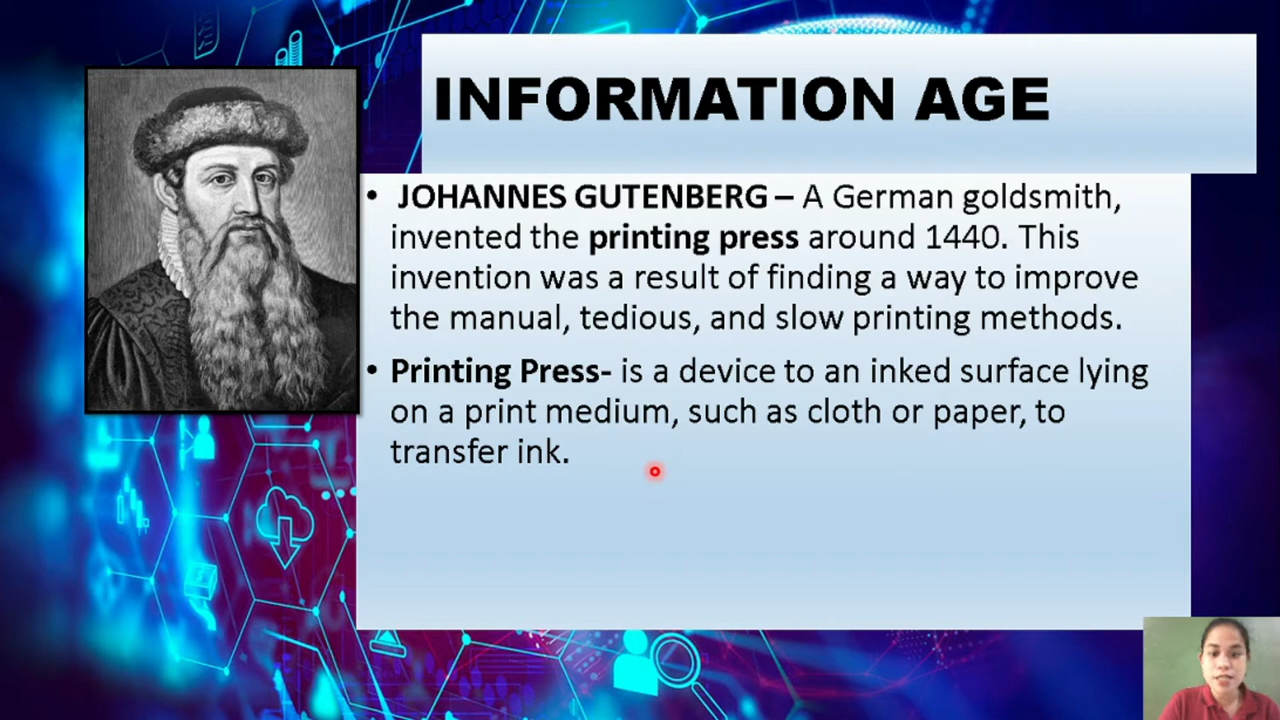 INFORMATION AGE
• JOHANNES GUTENBERG – A German goldsmith,
invented the printing press around 1440. This
invention was a result of finding a way to improve
the manual, tedious, and slow printing methods.
• Printing Press- is a device to an inked surface lying
on a print medium, such as cloth or paper, to
transfer ink.